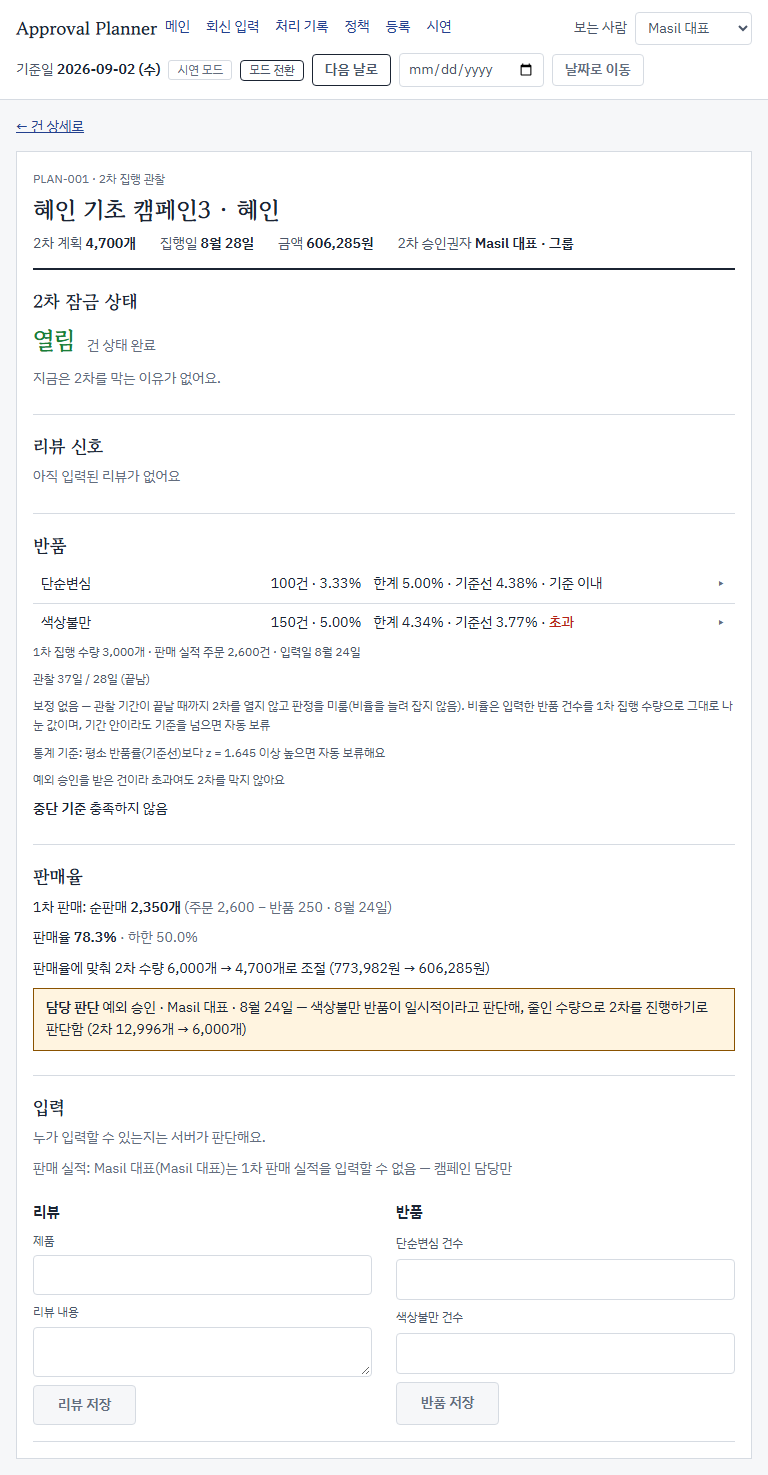 Approval Planner 메인 회신 입력 처리 기록 정책 등록 시연 보는 사람 Masil 대표
기준일 2026-09-02 (수) 시연 모드 모드 전환 다음 날로 mm/dd/yyyy 날짜로 이동
← 건 상세로
PLAN-001 · 2차 집행 관찰
혜인 기초 캠페인3 · 혜인
2차 계획 4,700개 집행일 8월 28일 금액 606,285원 2차 승인권자 Masil 대표 · 그룹
2차 잠금 상태
열림 건 상태 완료
지금은 2차를 막는 이유가 없어요.
리뷰 신호
아직 입력된 리뷰가 없어요
반품
단순변심 100건 · 3.33% 한계 5.00% · 기준선 4.38% · 기준 이내 ▸
색상불만 150건 · 5.00% 한계 4.34% · 기준선 3.77% · 초과 ▸
1차 집행 수량 3,000개 · 판매 실적 주문 2,600건 · 입력일 8월 24일
관찰 37일 / 28일 (끝남)
보정 없음 — 관찰 기간이 끝날 때까지 2차를 열지 않고 판정을 미룸(비율을 늘려 잡지 않음). 비율은 입력한 반품 건수를 1차 집행 수량으로 그대로 나
눈 값이며, 기간 안이라도 기준을 넘으면 자동 보류
통계 기준: 평소 반품률(기준선)보다 z = 1.645 이상 높으면 자동 보류해요
예외 승인을 받은 건이라 초과여도 2차를 막지 않아요
중단 기준 충족하지 않음
판매율
1차 판매: 순판매 2,350개 (주문 2,600 − 반품 250 · 8월 24일)
판매율 78.3% · 하한 50.0%
판매율에 맞춰 2차 수량 6,000개 → 4,700개로 조절 (773,982원 → 606,285원)
담당 판단 예외 승인 · Masil 대표 · 8월 24일 — 색상불만 반품이 일시적이라고 판단해, 줄인 수량으로 2차를 진행하기로
판단함 (2차 12,996개 → 6,000개)
입력
누가 입력할 수 있는지는 서버가 판단해요.
판매 실적: Masil 대표(Masil 대표)는 1차 판매 실적을 입력할 수 없음 — 캠페인 담당만
리뷰
제품
리뷰 내용
리뷰 저장
반품
단순변심 건수
색상불만 건수
반품 저장